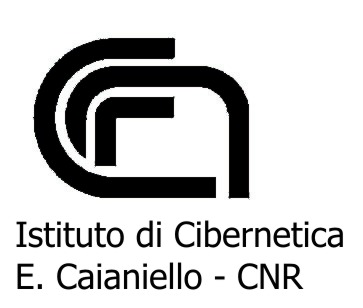 Istituto di Cibernetica
E. Caianiello - CNR